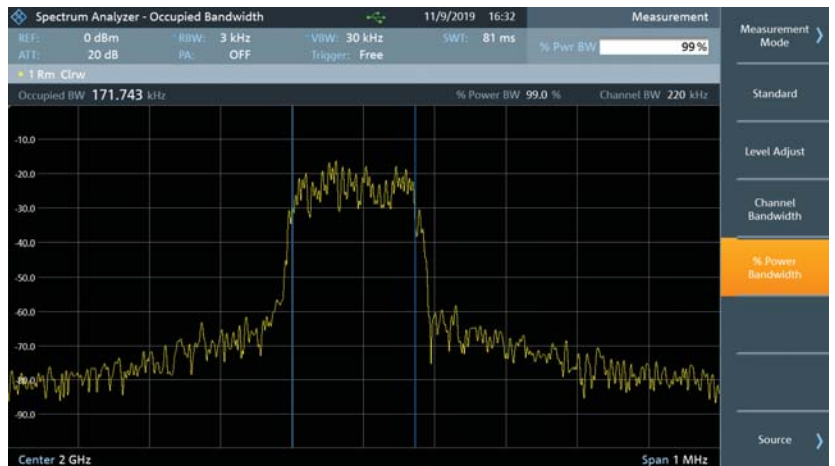 Spectrum Analyzer - Occupied Bandwidth 11/9/2019 16:32 Measurement
REF: 0 dBm *RBW: 3 kHz *VBW: 30 kHz SWT: 81 ms
ATT: 20 dB PA: OFF Trigger: Free
% Pwr BW 99 %
1 Rm Clrw
Occupied BW 171.743 kHz % Power BW 99.0 % Channel BW 220 kHz
-10.0
-20.0
-30.0
-40.0
-50.0
-60.0
-70.0
-80.0
-90.0
Center 2 GHz Span 1 MHz
Measurement
Mode
Standard
Level Adjust
Channel
Bandwidth
% Power
Bandwidth
Source